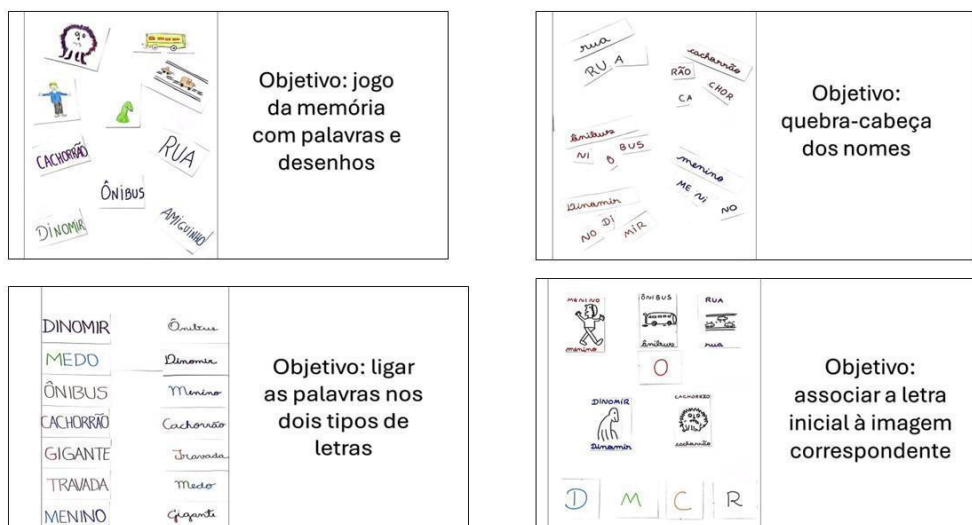 CACHORRÃO
RUA
ÔNIBUS
DINOMIR
AMIGUINHO
Objetivo: jogo
da memória
com palavras e
desenhos
rua
RU A
cachorrão
RÃO
CHOR
CA
ônibus
NI Ô BUS
menino
ME NI
NO
Dinomir
NO DI MIR
Objetivo:
quebra-cabeça
dos nomes
DINOMIR Ônibus
MEDO Dinomir
ÔNIBUS Menino
CACHORRÃO Cachorrão
GIGANTE Travada
TRAVADA Medo
MENINO Gigante
Objetivo: ligar
as palavras nos
dois tipos de
letras
MENINO ÔNIBUS RUA
menino ônibus rua
O
DINOMIR CACHORRÃO
Dinomir cachorrão
D M C R
Objetivo:
associar a letra
inicial à imagem
correspondente